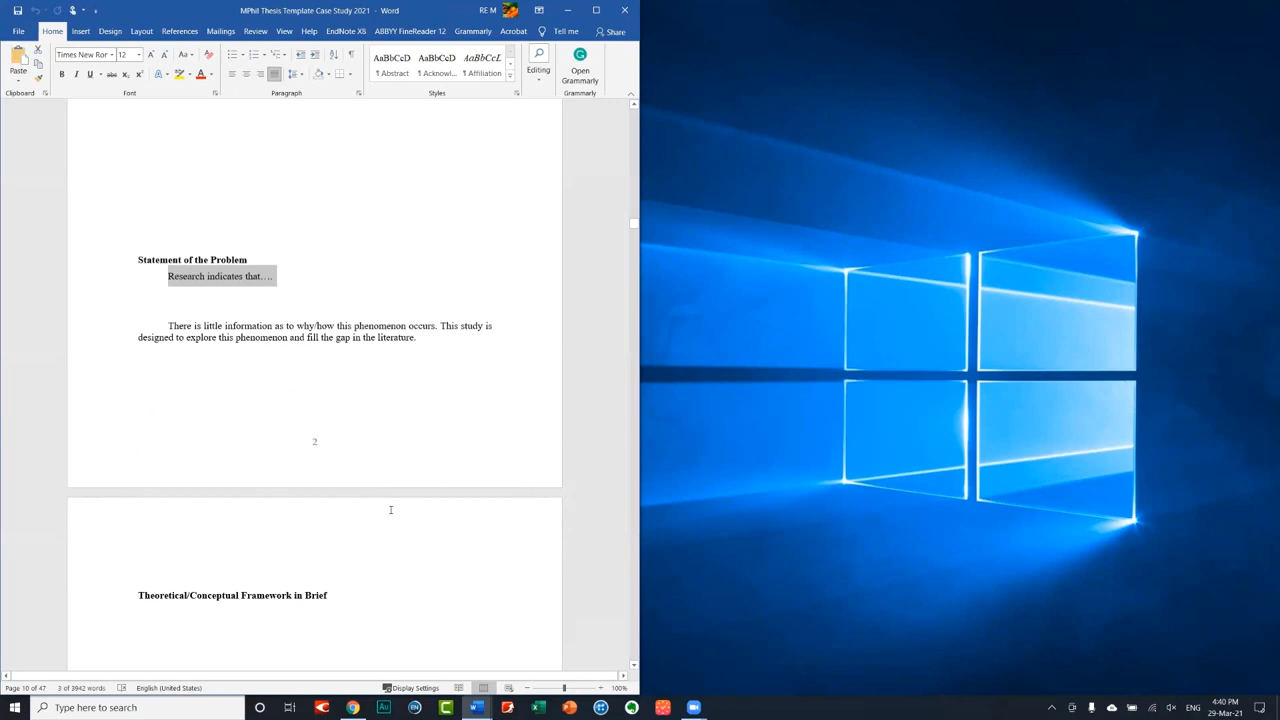 MPhil Thesis Template Case Study 2021 - Word
RE M
File Home Insert Design Layout References Mailings Review View Help EndNote X8 ABBYY FineReader 12 Grammarly Acrobat Tell me Share
Paste
Times New Ror 12
AaBbCcD AaBbCcD AaBbCcL
¶ Abstract ¶ Acknowl... ¶ Affiliation
Editing
Open Grammarly
Clipboard Font Paragraph Styles Grammarly
Statement of the Problem
Research indicates that….
There is little information as to why/how this phenomenon occurs. This study is
designed to explore this phenomenon and fill the gap in the literature.
2
Theoretical/Conceptual Framework in Brief
Page 10 of 47 3 of 3942 words English (United States) Display Settings 100%
Type here to search
ENG
4:40 PM
29-Mar-21